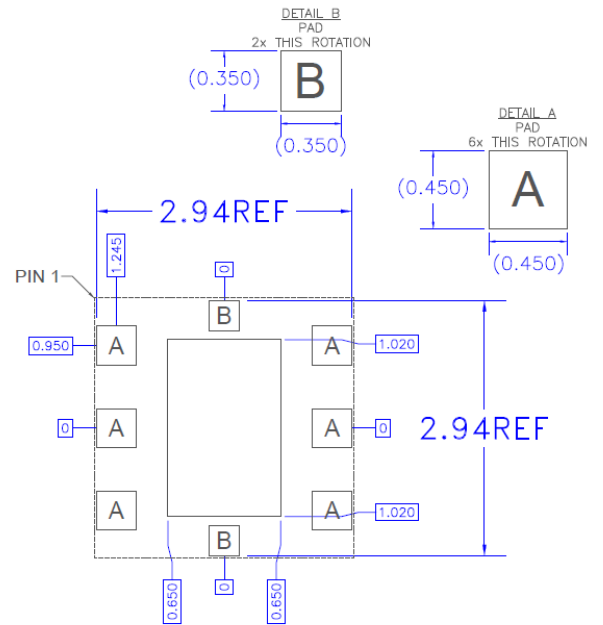 DETAIL B
PAD
2x THIS ROTATION
B
(0.350)
(0.350)
DETAIL A
PAD
6x THIS ROTATION
A
(0.450)
(0.450)
2.94REF
1.245
0
PIN 1
B
0.950
A
A
1.020
0
A
A
0
2.94REF
A
A
1.020
B
0.650
0
0.650